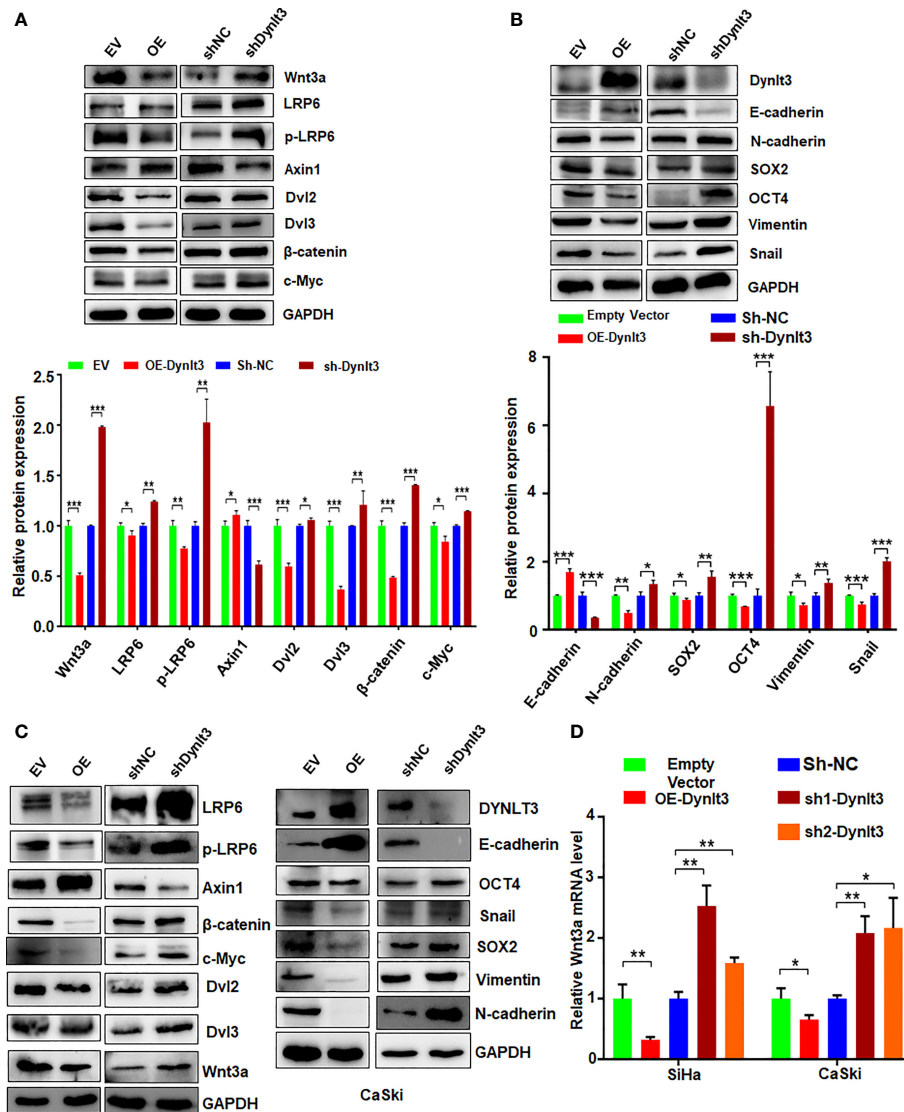 A
EV OE shNC shDynlt3
Wnt3a
LRP6
p-LRP6
Axin1
Dvl2
Dvl3
β-catenin
c-Myc
GAPDH
EV OE-Dynlt3 Sh-NC sh-Dynlt3
Relative protein expression
2.5
2.0
1.5
1.0
0.5
0.0
*** *** * ** ** ** * *** *** * *** ** *** *** * ***
Wnt3a LRP6 p-LRP6 Axin1 Dvl2 Dvl3 β-catenin c-Myc
B
EV OE shNC shDynlt3
Dynlt3
E-cadherin
N-cadherin
SOX2
OCT4
Vimentin
Snail
GAPDH
Empty Vector Sh-NC
OE-Dynlt3 sh-Dynlt3
Relative protein expression
8
6
4
2
0
*** *** ** * * ** *** *** * ** *** ***
E-cadherin N-cadherin SOX2 OCT4 Vimentin Snail
C
EV OE shNC shDynlt3
LRP6
p-LRP6
Axin1
β-catenin
c-Myc
Dvl2
Dvl3
Wnt3a
GAPDH
EV OE shNC shDynlt3
DYNLT3
E-cadherin
OCT4
Snail
SOX2
Vimentin
N-cadherin
GAPDH
CaSki
D
Empty Vector
OE-Dynlt3
Sh-NC
sh1-Dynlt3
sh2-Dynlt3
Relative Wnt3a mRNA level
4
3
2
1
0
** ** ** * ** *
SiHa CaSki